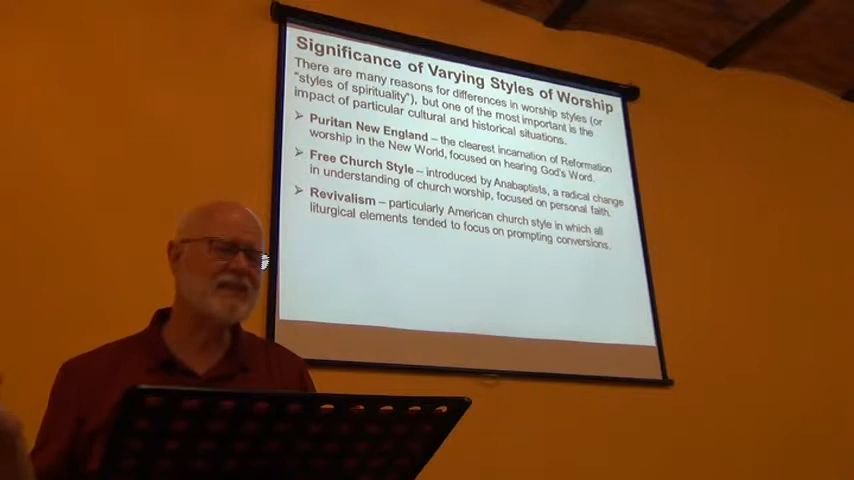 Significance of Varying Styles of Worship
There are many reasons for differences in worship styles (or
"styles of spirituality"), but one of the most important is the
impact of particular cultural and historical situations.
➢ Puritan New England – the clearest incarnation of Reformation
worship in the New World, focused on hearing God's Word.
➢ Free Church Style – introduced by Anabaptists, a radical change
in understanding of church worship, focused on personal faith.
➢ Revivalism – particularly American church style in which all
liturgical elements tended to focus on prompting conversions.